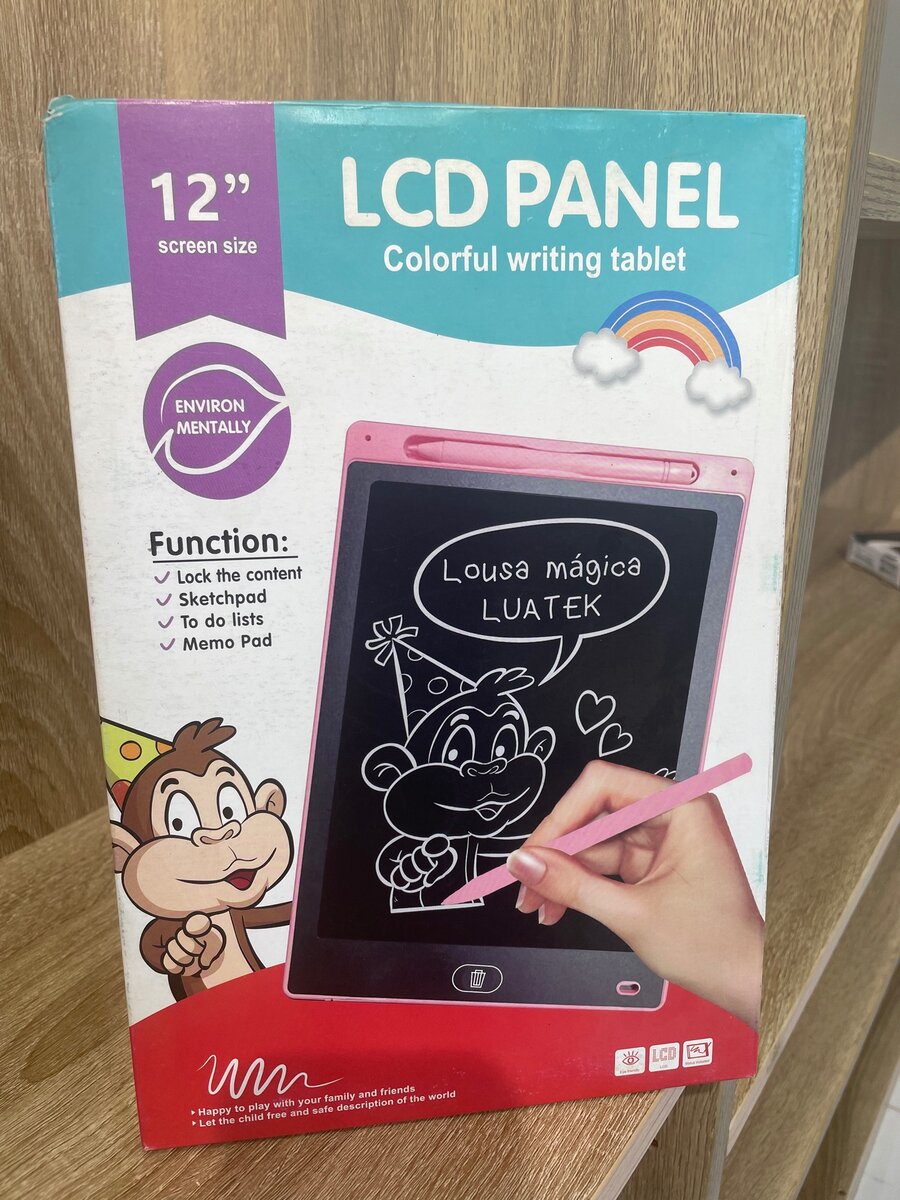 12”
screen size
LCD PANEL
Colorful writing tablet
ENVIRON
MENTALLY
Function:
Lock the content
Sketchpad
To do lists
Memo Pad
Lousa mágica
LUATEK
Happy to play with your family and friends
Let the child free and safe description of the world
LCD
LCD